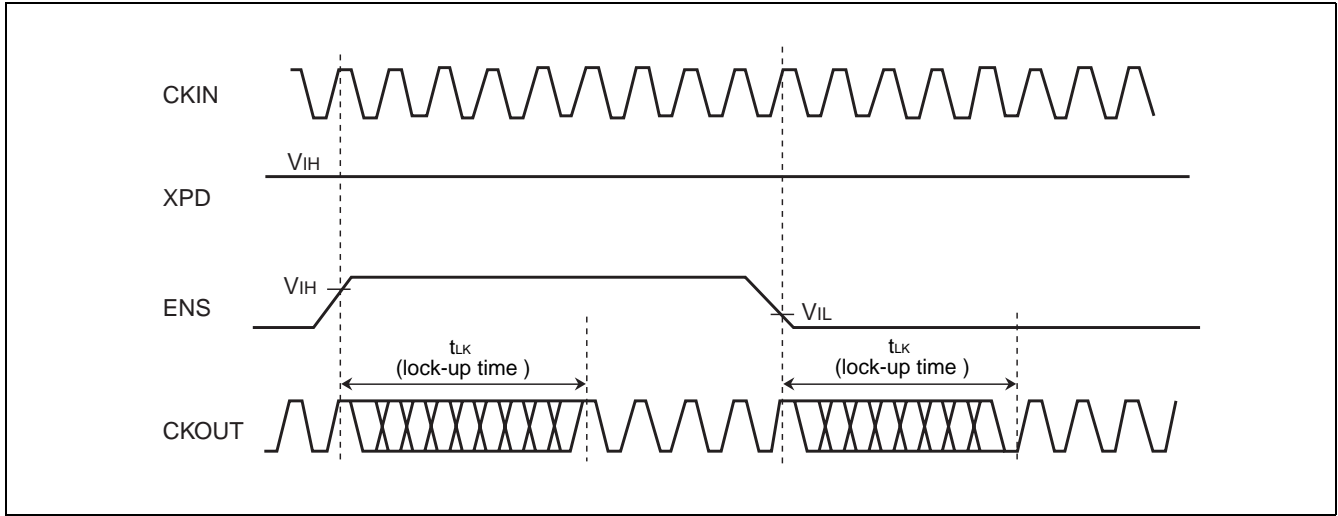 CKIN
VIH
XPD
VIH
ENS
VIL
tLK
(lock-up time )
tLK
(lock-up time )
CKOUT